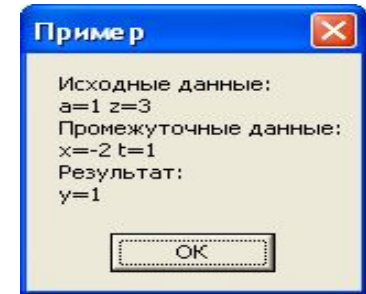 Пример
Исходные данные:
a=1 z=3
Промежуточные данные:
x=-2 t=1
Результат:
y=1
OK